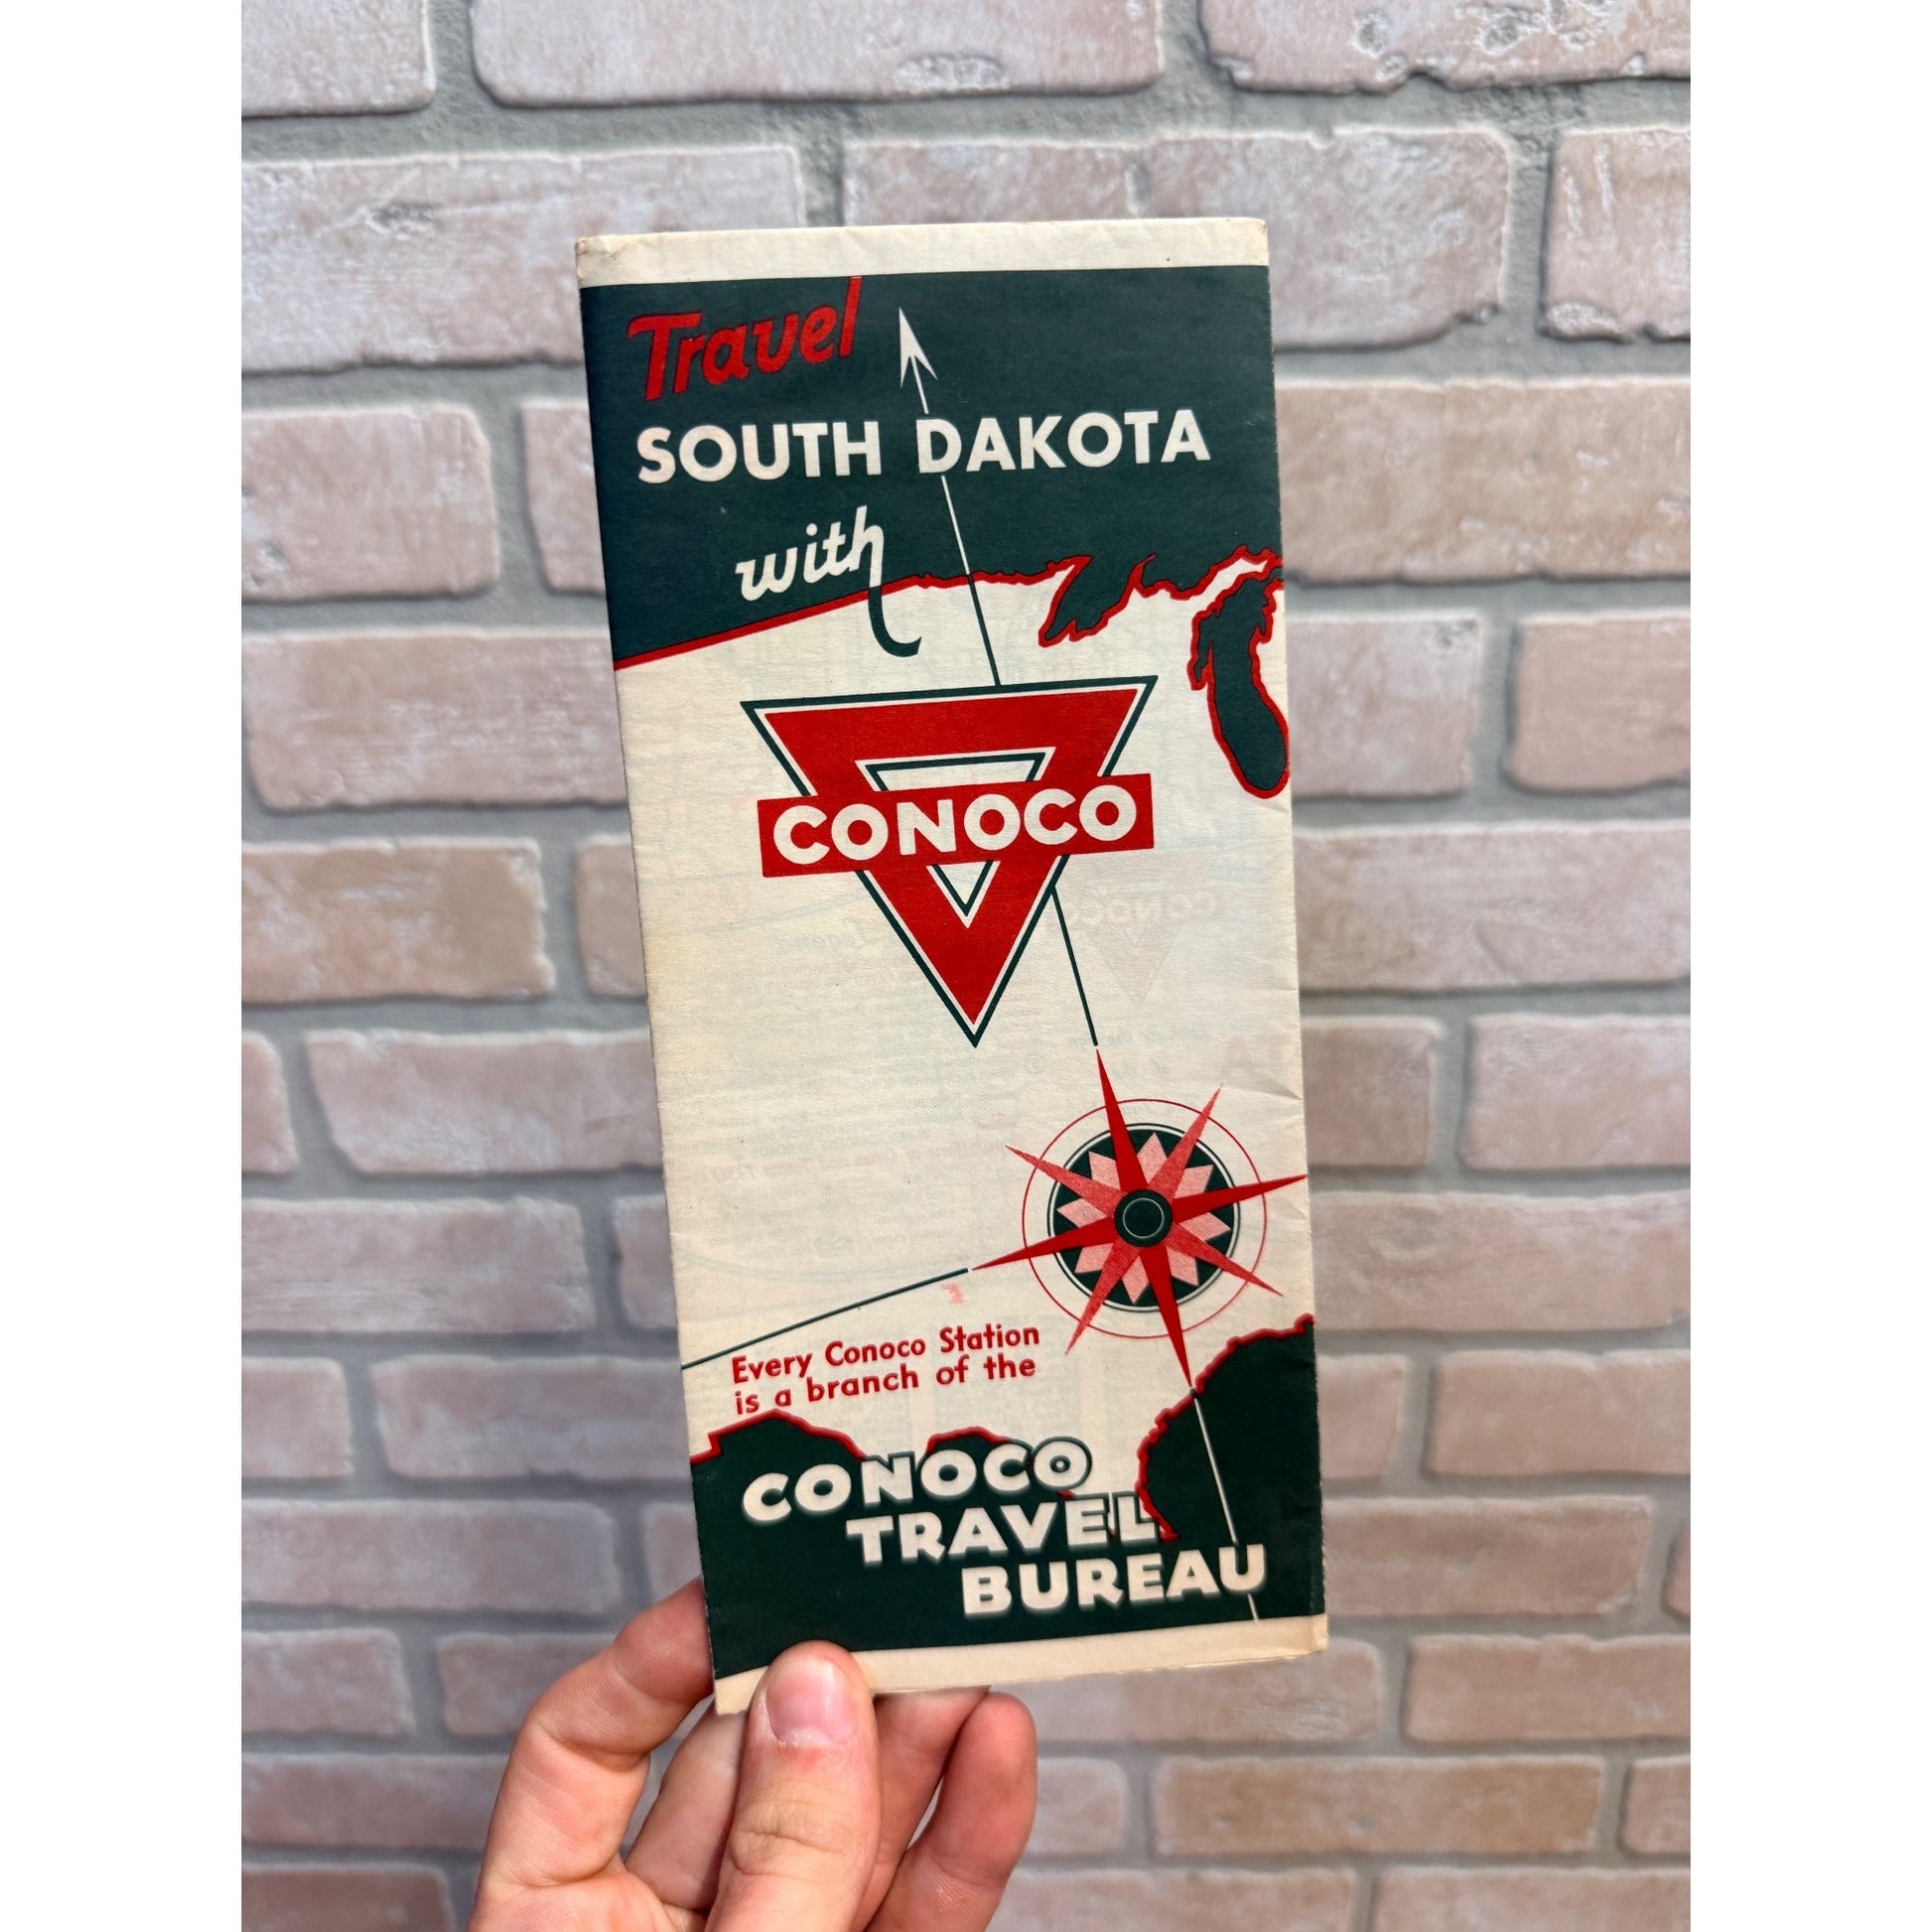 Travel
SOUTH DAKOTA
with
CONOCO
Every Conoco Station
is a branch of the
CONOCO
TRAVEL
BUREAU